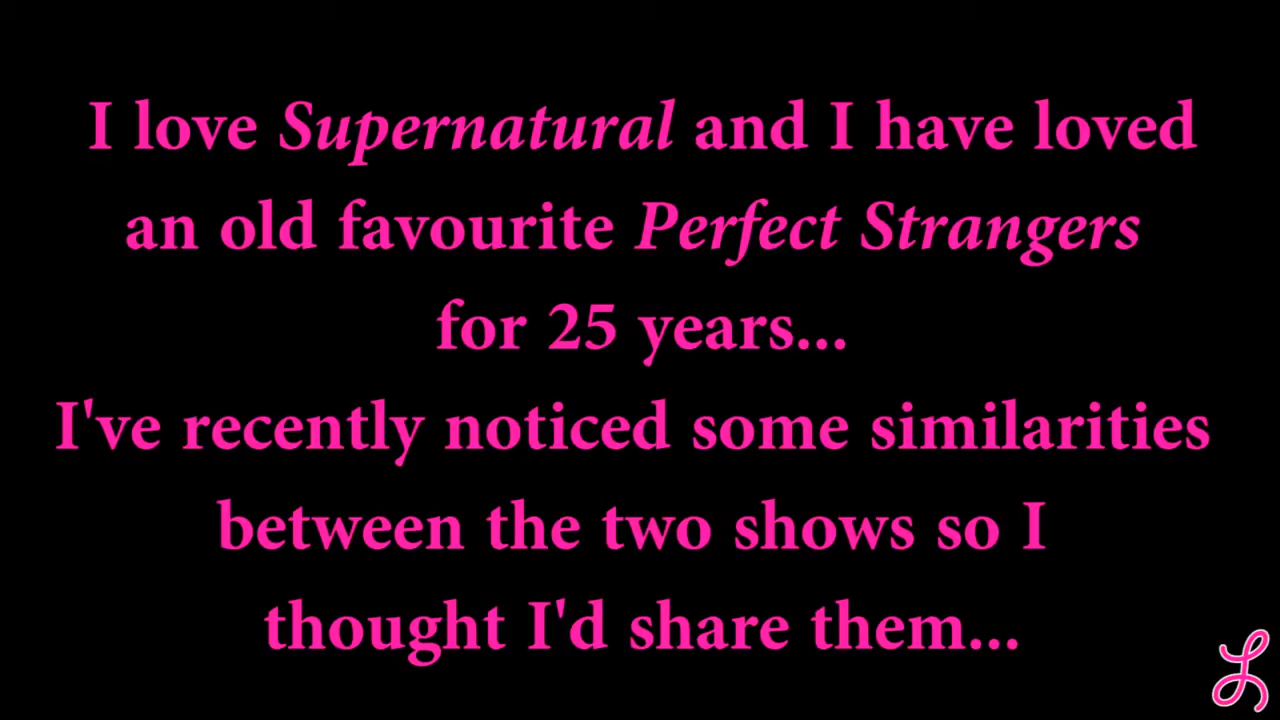 I love Supernatural and I have loved
an old favourite Perfect Strangers
for 25 years...
I've recently noticed some similarities
between the two shows so I
thought I'd share them...
L